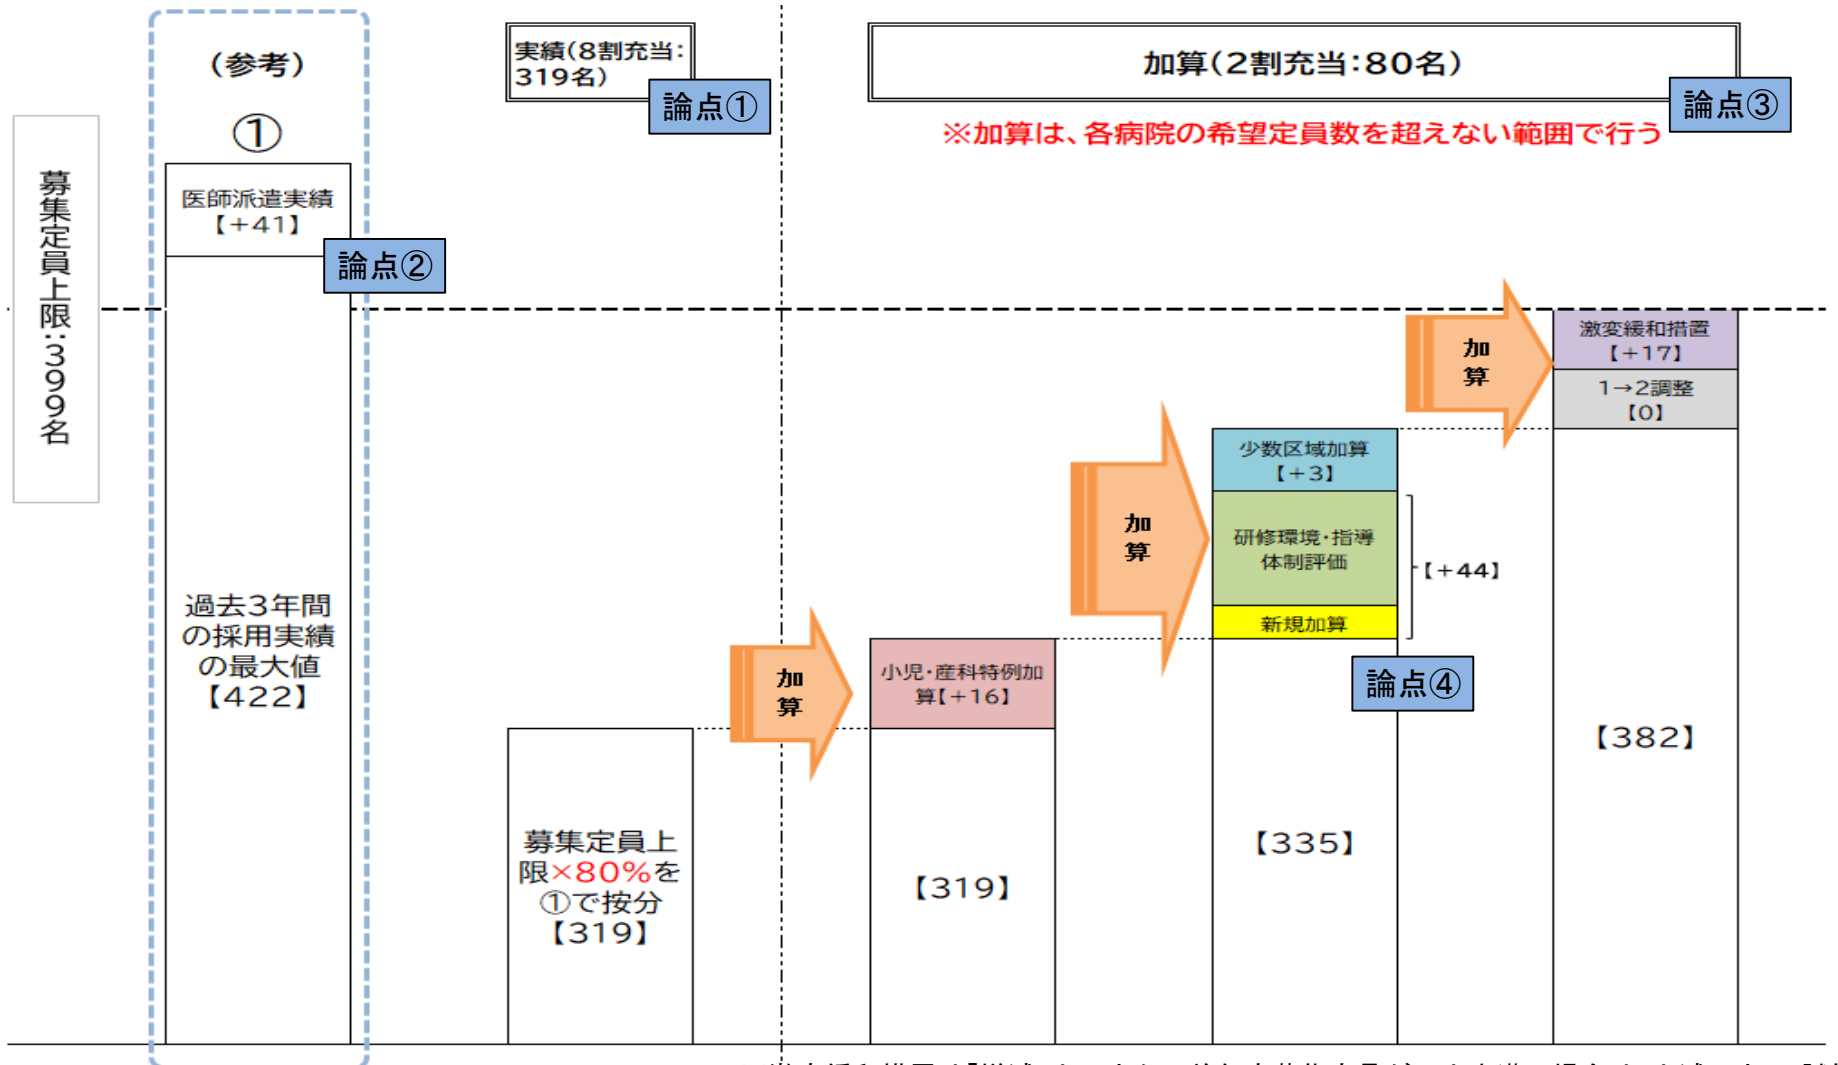 募集定員上限：399名
（参考）
①
医師派遣実績
【＋41】
論点②
過去3年間
の採用実績
の最大値
【422】
実績（8割充当：
319名）
論点①
募集定員上
限×80％を
①で按分
【319】
加算（2割充当：80名）
論点③
※加算は、各病院の希望定員数を超えない範囲で行う
加
算
小児・産科特例加
算【＋16】
【319】
加
算
少数区域加算
【＋3】
研修環境・指導
体制評価
新規加算
【＋44】
論点④
【335】
加
算
激変緩和措置
【＋17】
1→2調整
【0】
【382】